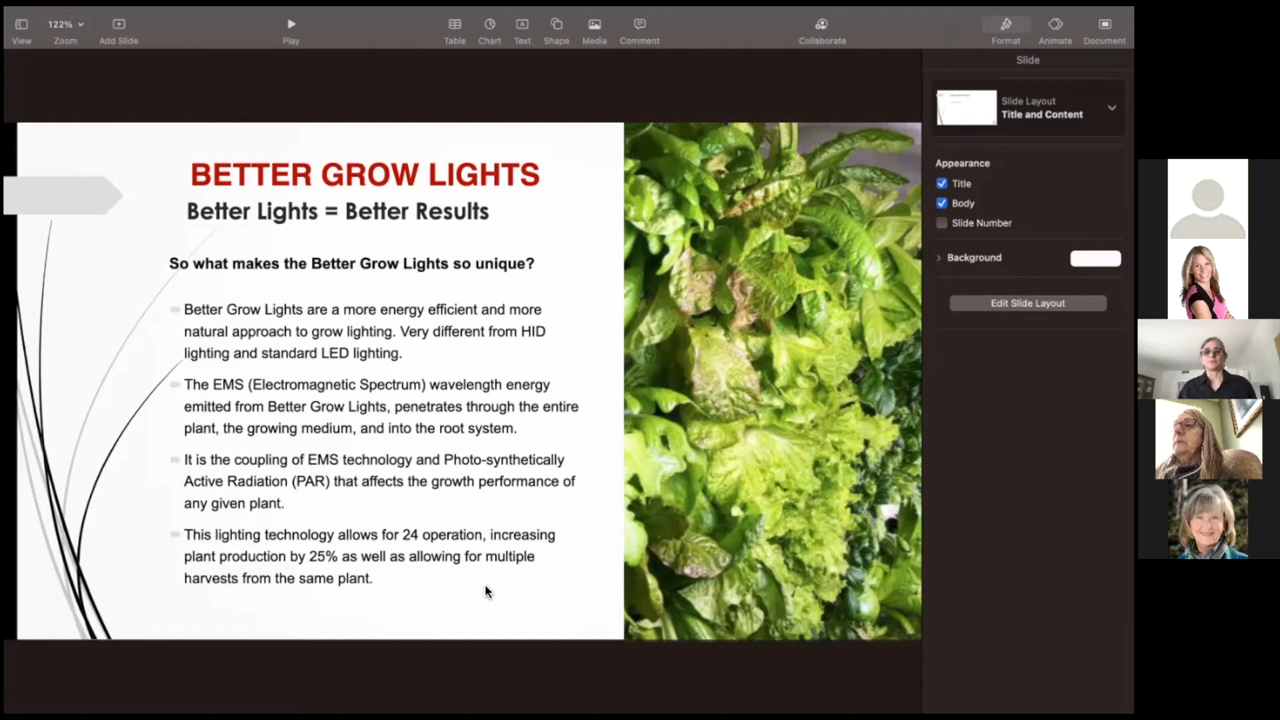 122%
View
Zoom
Add Slide
Play
Table
Chart
Text
Shape
Media
Comment
Collaborate
Format
Animate
Document
Slide
Slide Layout
Title and Content
Appearance
Title
Body
Slide Number
Background
Edit Slide Layout
BETTER GROW LIGHTS
Better Lights = Better Results
So what makes the Better Grow Lights so unique?
Better Grow Lights are a more energy efficient and more
natural approach to grow lighting. Very different from HID
lighting and standard LED lighting.
The EMS (Electromagnetic Spectrum) wavelength energy
emitted from Better Grow Lights, penetrates through the entire
plant, the growing medium, and into the root system.
It is the coupling of EMS technology and Photo-synthetically
Active Radiation (PAR) that affects the growth performance of
any given plant.
This lighting technology allows for 24 operation, increasing
plant production by 25% as well as allowing for multiple
harvests from the same plant.